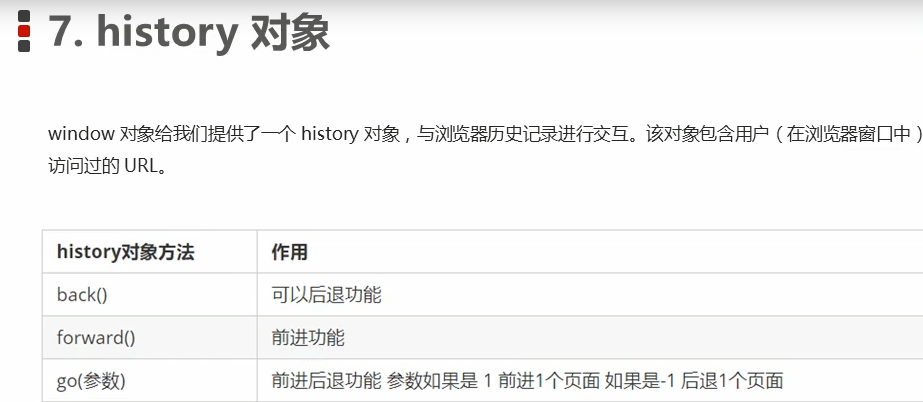 7. history 对象
window 对象给我们提供了一个 history 对象，与浏览器历史记录进行交互。该对象包含用户（在浏览器窗口中）
访问过的 URL。
history对象方法 作用
back() 可以后退功能
forward() 前进功能
go(参数) 前进后退功能 参数如果是 1 前进1个页面 如果是-1 后退1个页面